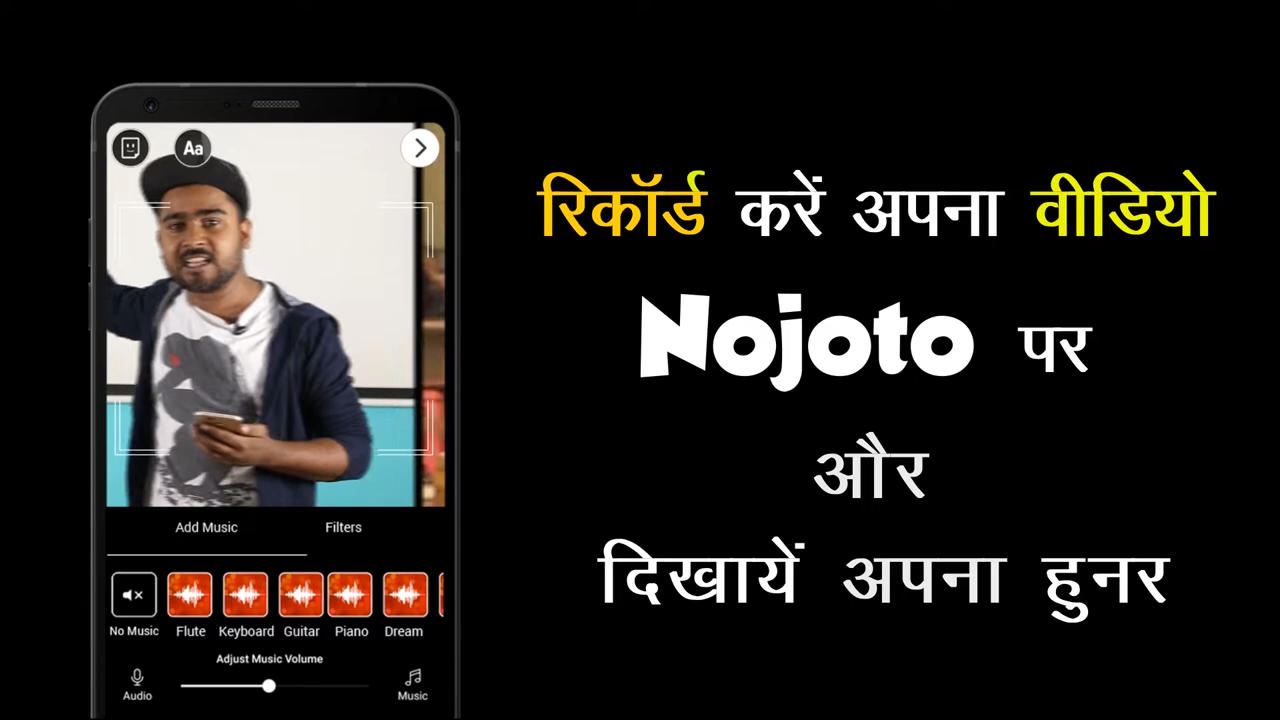 Aa
रिकॉर्ड करें अपना वीडियो
Nojoto पर
और
दिखायें अपना हुनर
Add Music Filters
No Music Flute Keyboard Guitar Piano Dream
Adjust Music Volume
Audio Music